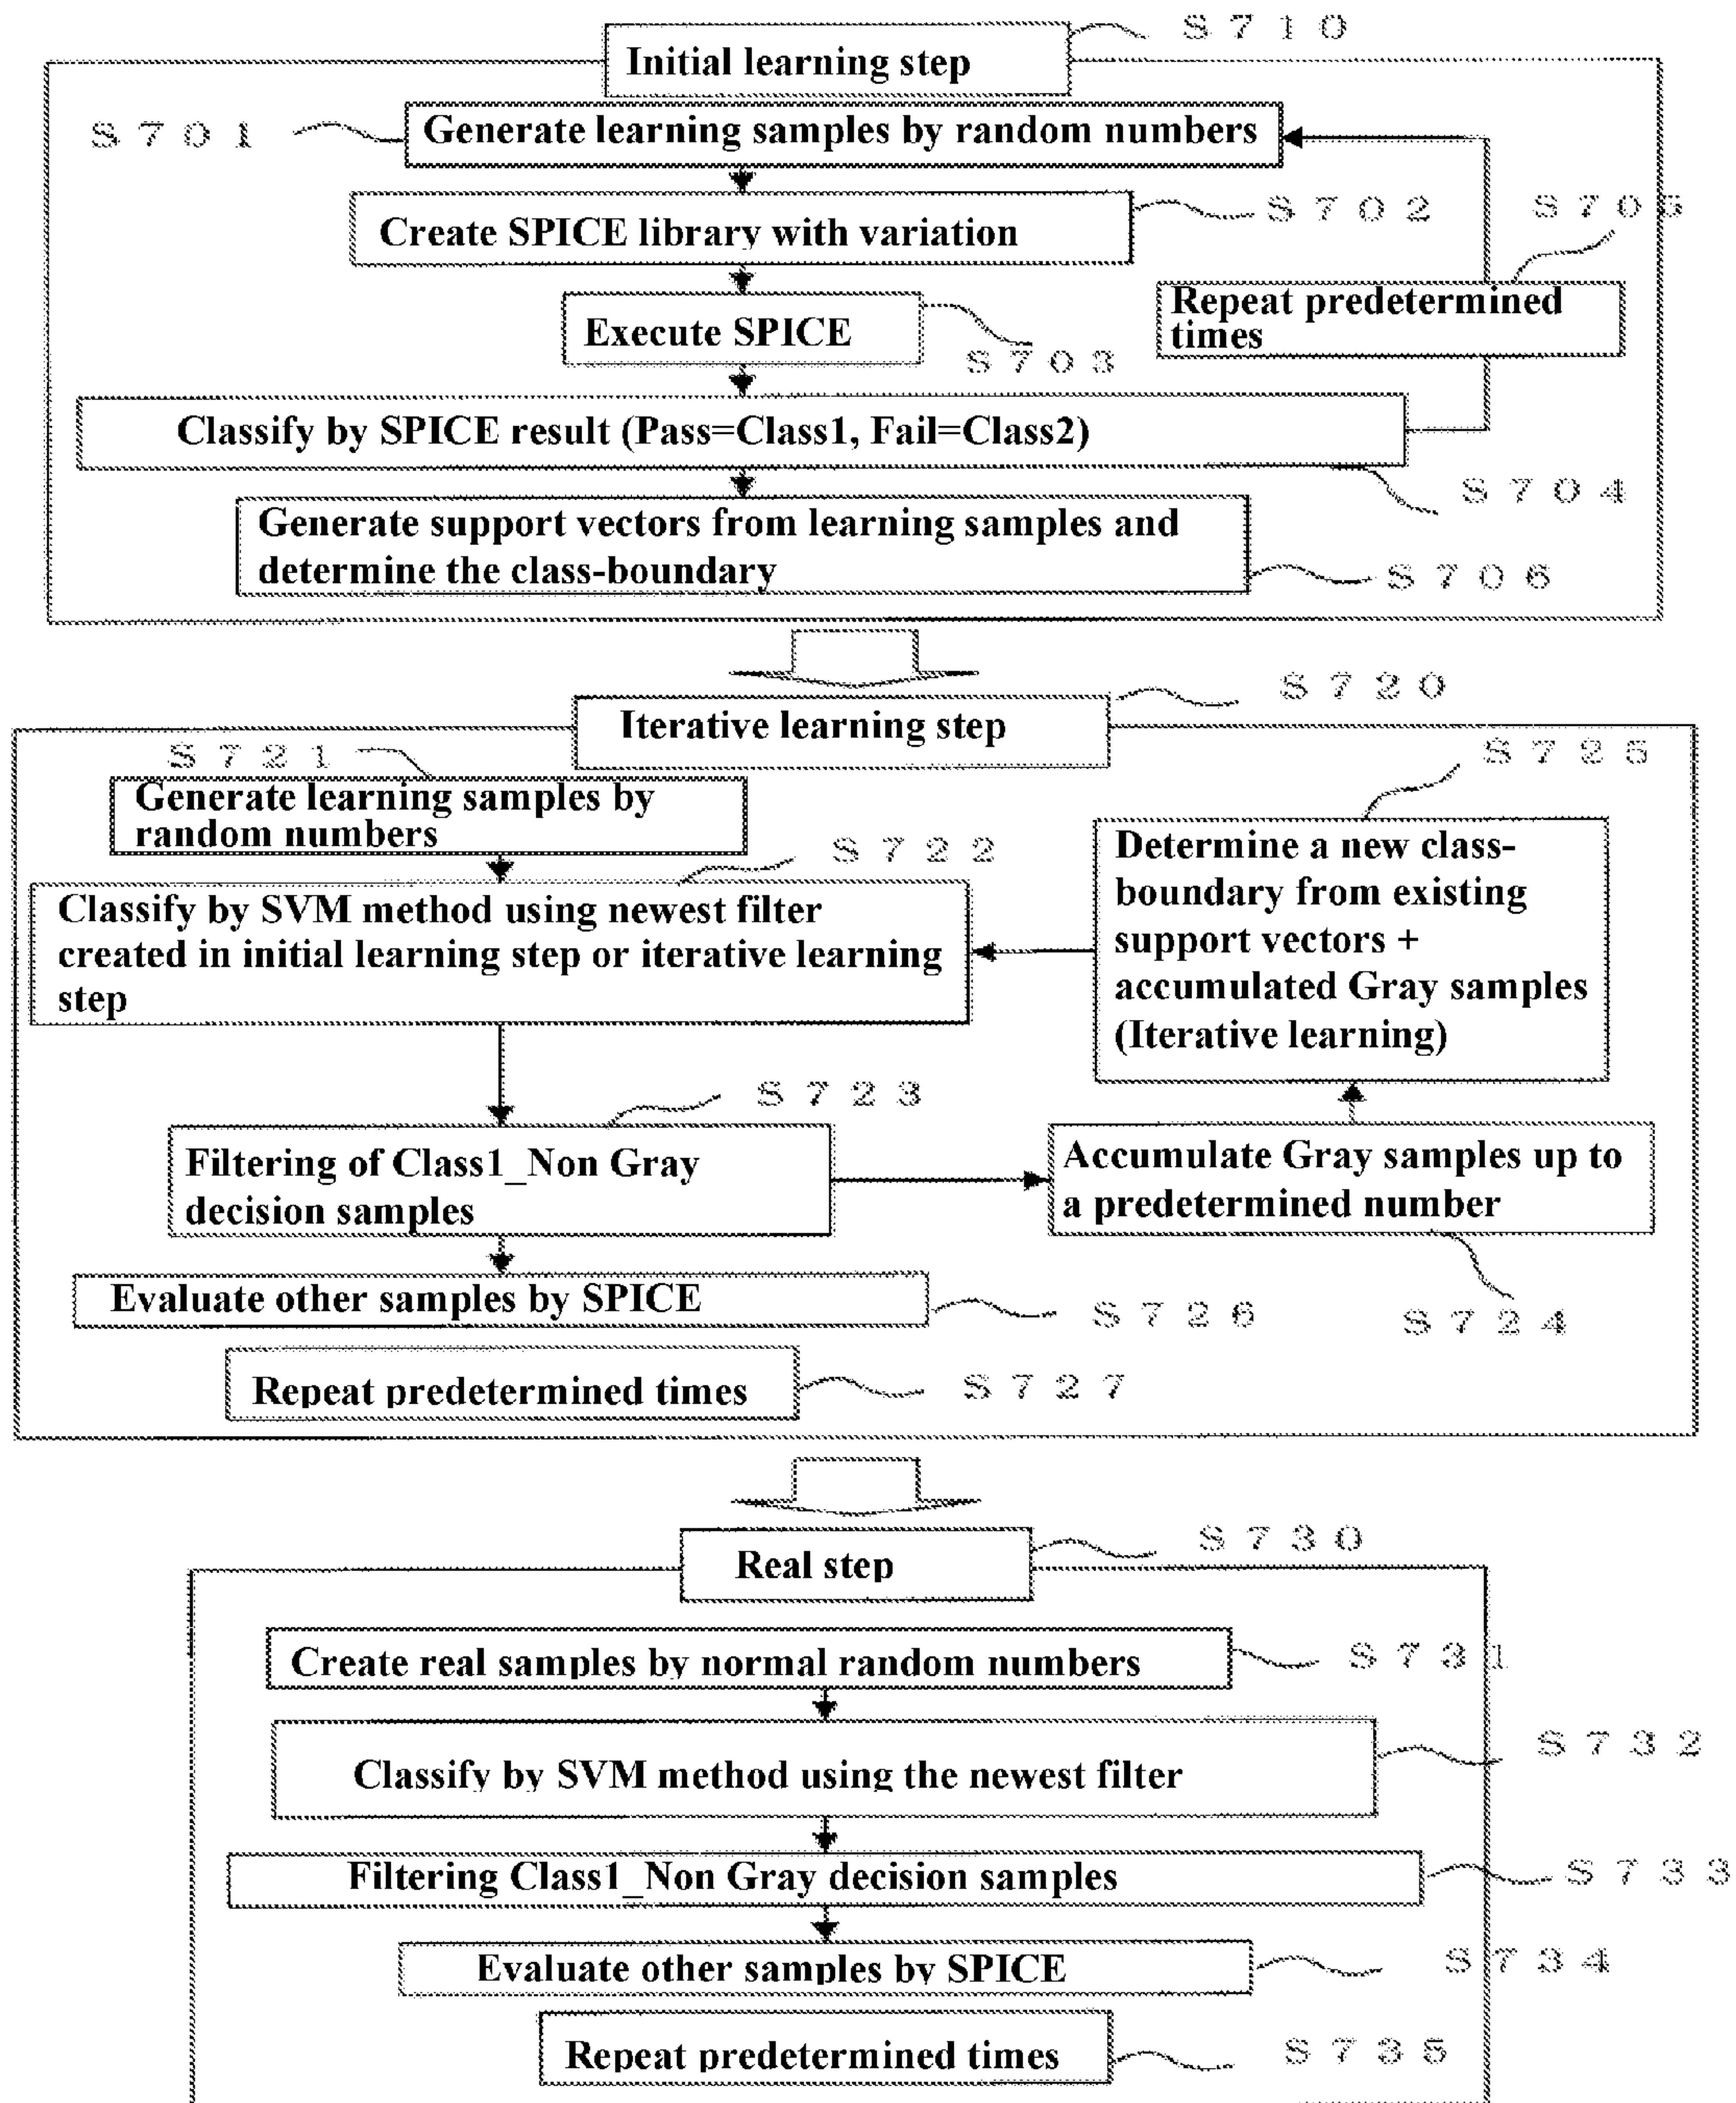 S710
Initial learning step
S701
Generate learning samples by random numbers
Create SPICE library with variation
S702
S705
Repeat predetermined
times
Execute SPICE
S703
Classify by SPICE result (Pass=Class1, Fail=Class2)
S704
Generate support vectors from learning samples and
determine the class-boundary
S706
S720
Iterative learning step
S721
Generate learning samples by
random numbers
S722
Classify by SVM method using newest filter
created in initial learning step or iterative learning
step
S725
Determine a new class-
boundary from existing
support vectors +
accumulated Gray samples
(Iterative learning)
S723
Filtering of Class1_Non Gray
decision samples
Accumulate Gray samples up to
a predetermined number
S724
Evaluate other samples by SPICE
S726
Repeat predetermined times
S727
S730
Real step
Create real samples by normal random numbers
S731
Classify by SVM method using the newest filter
S732
Filtering Class1_Non Gray decision samples
S733
Evaluate other samples by SPICE
S734
Repeat predetermined times
S735